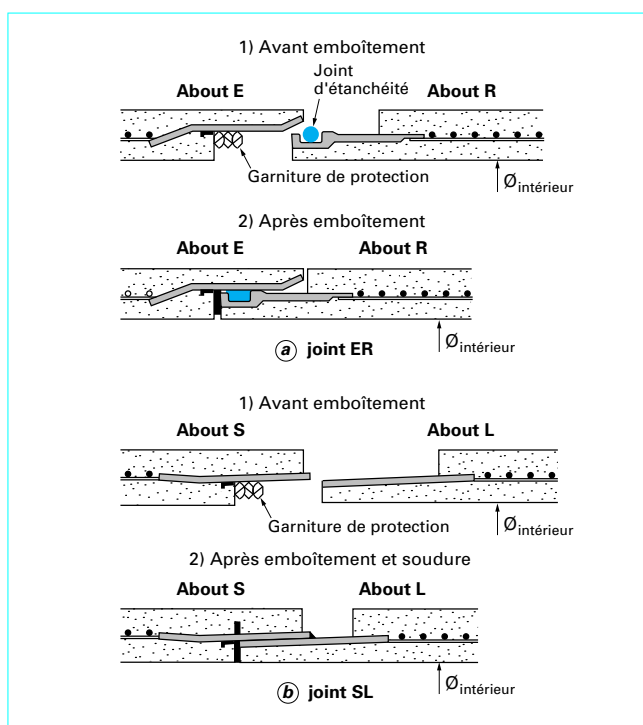 1) Avant emboîtement
Joint
d'étanchéité
About E
About R
Garniture de protection
Øintérieur
2) Après emboîtement
About E
About R
a joint ER
Øintérieur
1) Avant emboîtement
About S
About L
Garniture de protection
Øintérieur
2) Après emboîtement et soudure
About S
About L
b joint SL
Øintérieur